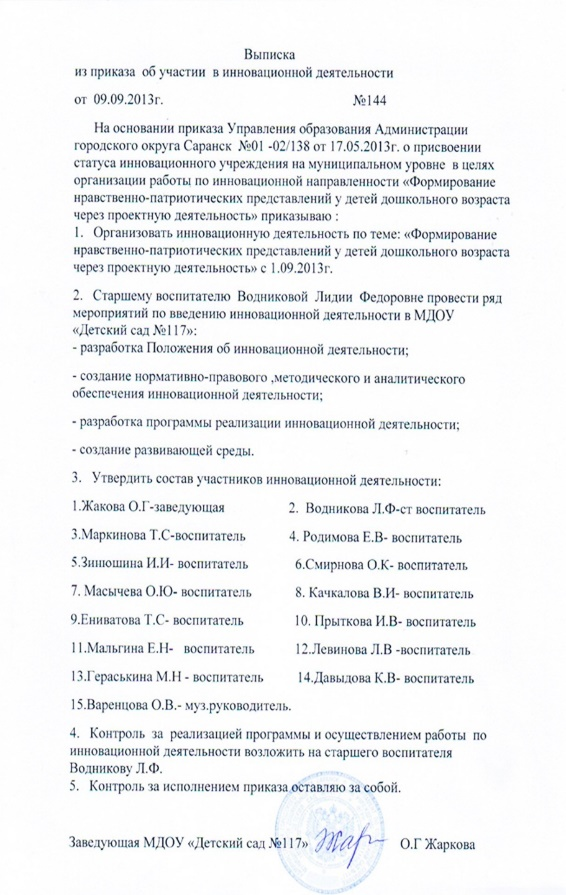 Выписка
из приказа об участии в инновационной деятельности
от 09.09.2013г. №144
На основании приказа Управления образования Администрации
городского округа Саранск №01 -02/138 от 17.05.2013г. о присвоении
статуса инновационного учреждения на муниципальном уровне в целях
организации работы по инновационной направленности «Формирование
нравственно-патриотических представлений у детей дошкольного возраста
через проектную деятельность» приказываю :
1. Организовать инновационную деятельность по теме: «Формирование
нравственно-патриотических представлений у детей дошкольного возраста
через проектную деятельность» с 1.09.2013г.
2. Старшему воспитателю Водниковой Лидии Федоровне провести ряд
мероприятий по введению инновационной деятельности в МДОУ
«Детский сад №117»:
- разработка Положения об инновационной деятельности;
- создание нормативно-правового ,методического и аналитического
обеспечения инновационной деятельности;
- разработка программы реализации инновационной деятельности;
- создание развивающей среды.
3. Утвердить состав участников инновационной деятельности:
1.Жакова О.Г-заведующая 2. Водникова Л.Ф-ст воспитатель
3.Маркинова Т.С-воспитатель 4. Родимова Е.В- воспитатель
5.Зинюшина И.И- воспитатель 6.Смирнова О.К- воспитатель
7. Масычева О.Ю- воспитатель 8. Качкалова В.И- воспитатель
9.Ениватова Т.С- воспитатель 10. Прыткова И.В- воспитатель
11.Мальгина Е.Н- воспитатель 12.Левинова Л.В -воспитатель
13.Гераськина М.Н - воспитатель 14.Давыдова К.В- воспитатель
15.Варенцова О.В.- муз.руководитель.
4. Контроль за реализацией программы и осуществлением работы по
инновационной деятельности возложить на старшего воспитателя
Водникову Л.Ф.
5. Контроль за исполнением приказа оставляю за собой.
Заведующая МДОУ «Детский сад №117» О.Г Жаркова